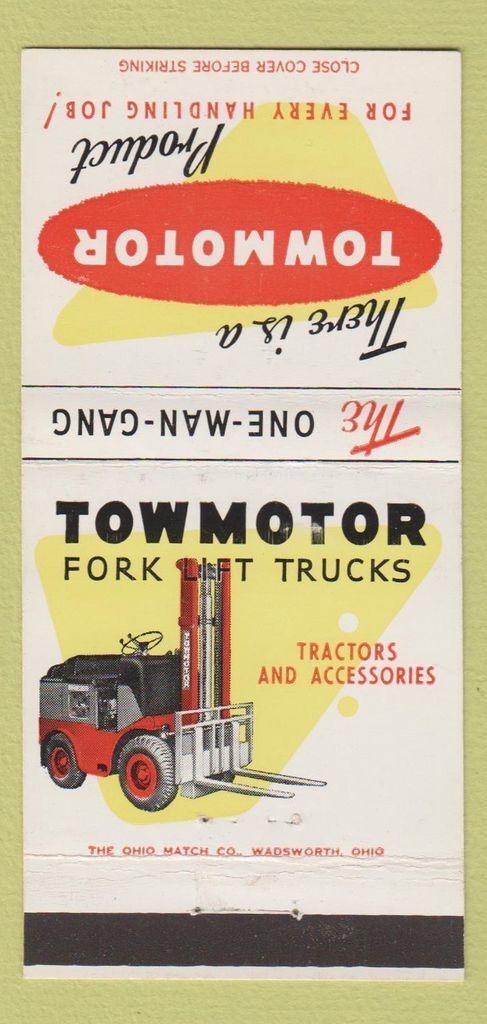 CLOSE COVER BEFORE STRIKING
There is a
TOWMOTOR
Product
FOR EVERY HANDLING JOB!
The ONE-MAN-GANG
TOWMOTOR
FORK LIFT TRUCKS
TOWMOTOR
TRACTORS
AND ACCESSORIES
THE OHIO MATCH CO., WADSWORTH, OHIO